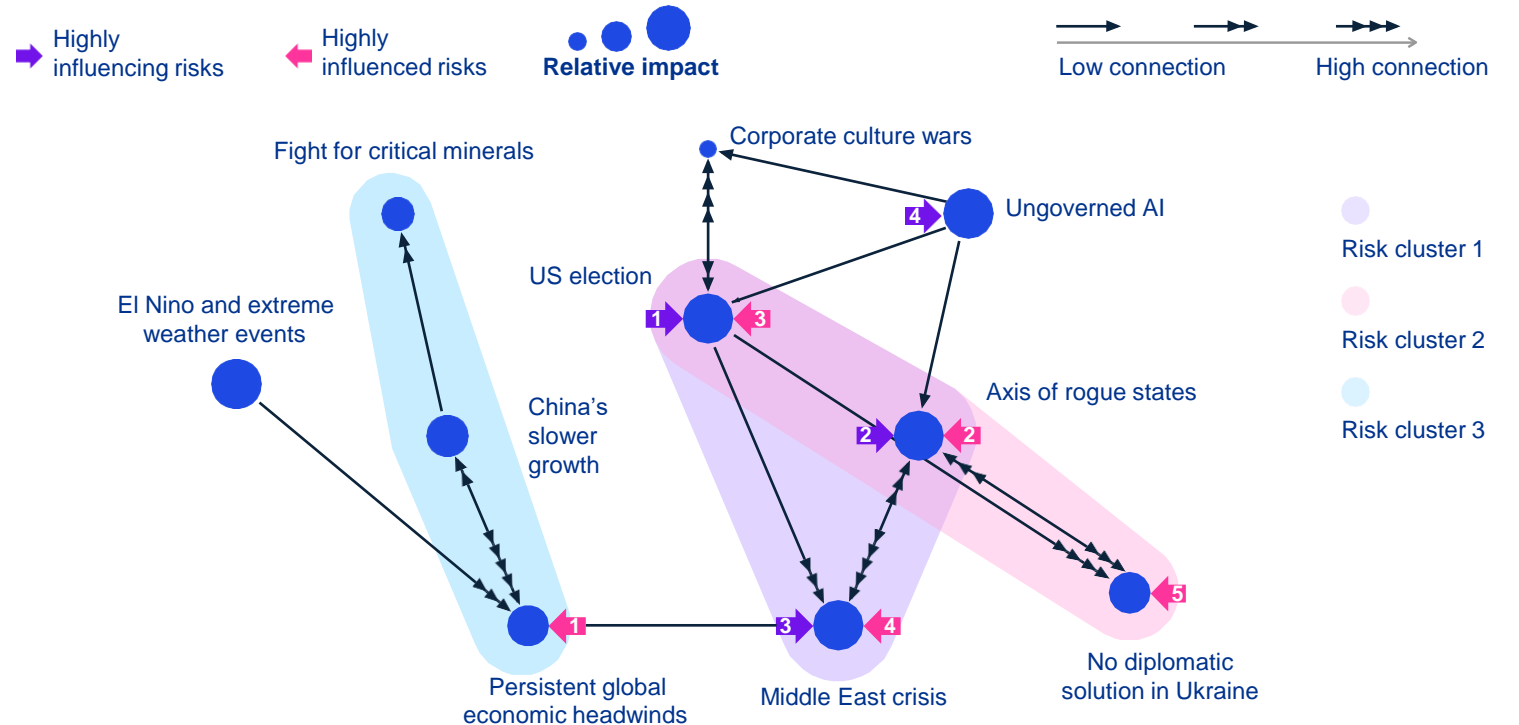 Highly
influencing risks
Highly
influenced risks
Relative impact
Low connection
High connection
Fight for critical minerals
Corporate culture wars
4
Ungoverned AI
Risk cluster 1
US election
El Nino and extreme
weather events
1
3
Risk cluster 2
China’s
slower
growth
Axis of rogue states
2
2
Risk cluster 3
5
1
3
4
No diplomatic
solution in Ukraine
Persistent global
economic headwinds
Middle East crisis